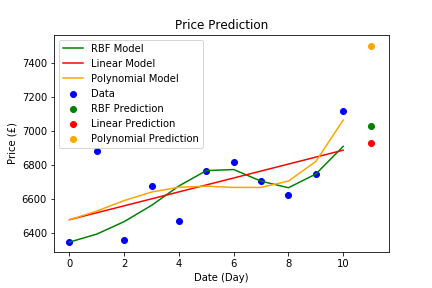 Price Prediction
RBF Model
Linear Model
Polynomial Model
Data
RBF Prediction
Linear Prediction
Polynomial Prediction
7400
7200
7000
6800
6600
6400
Price (£)
0 2 4 6 8 10
Date (Day)